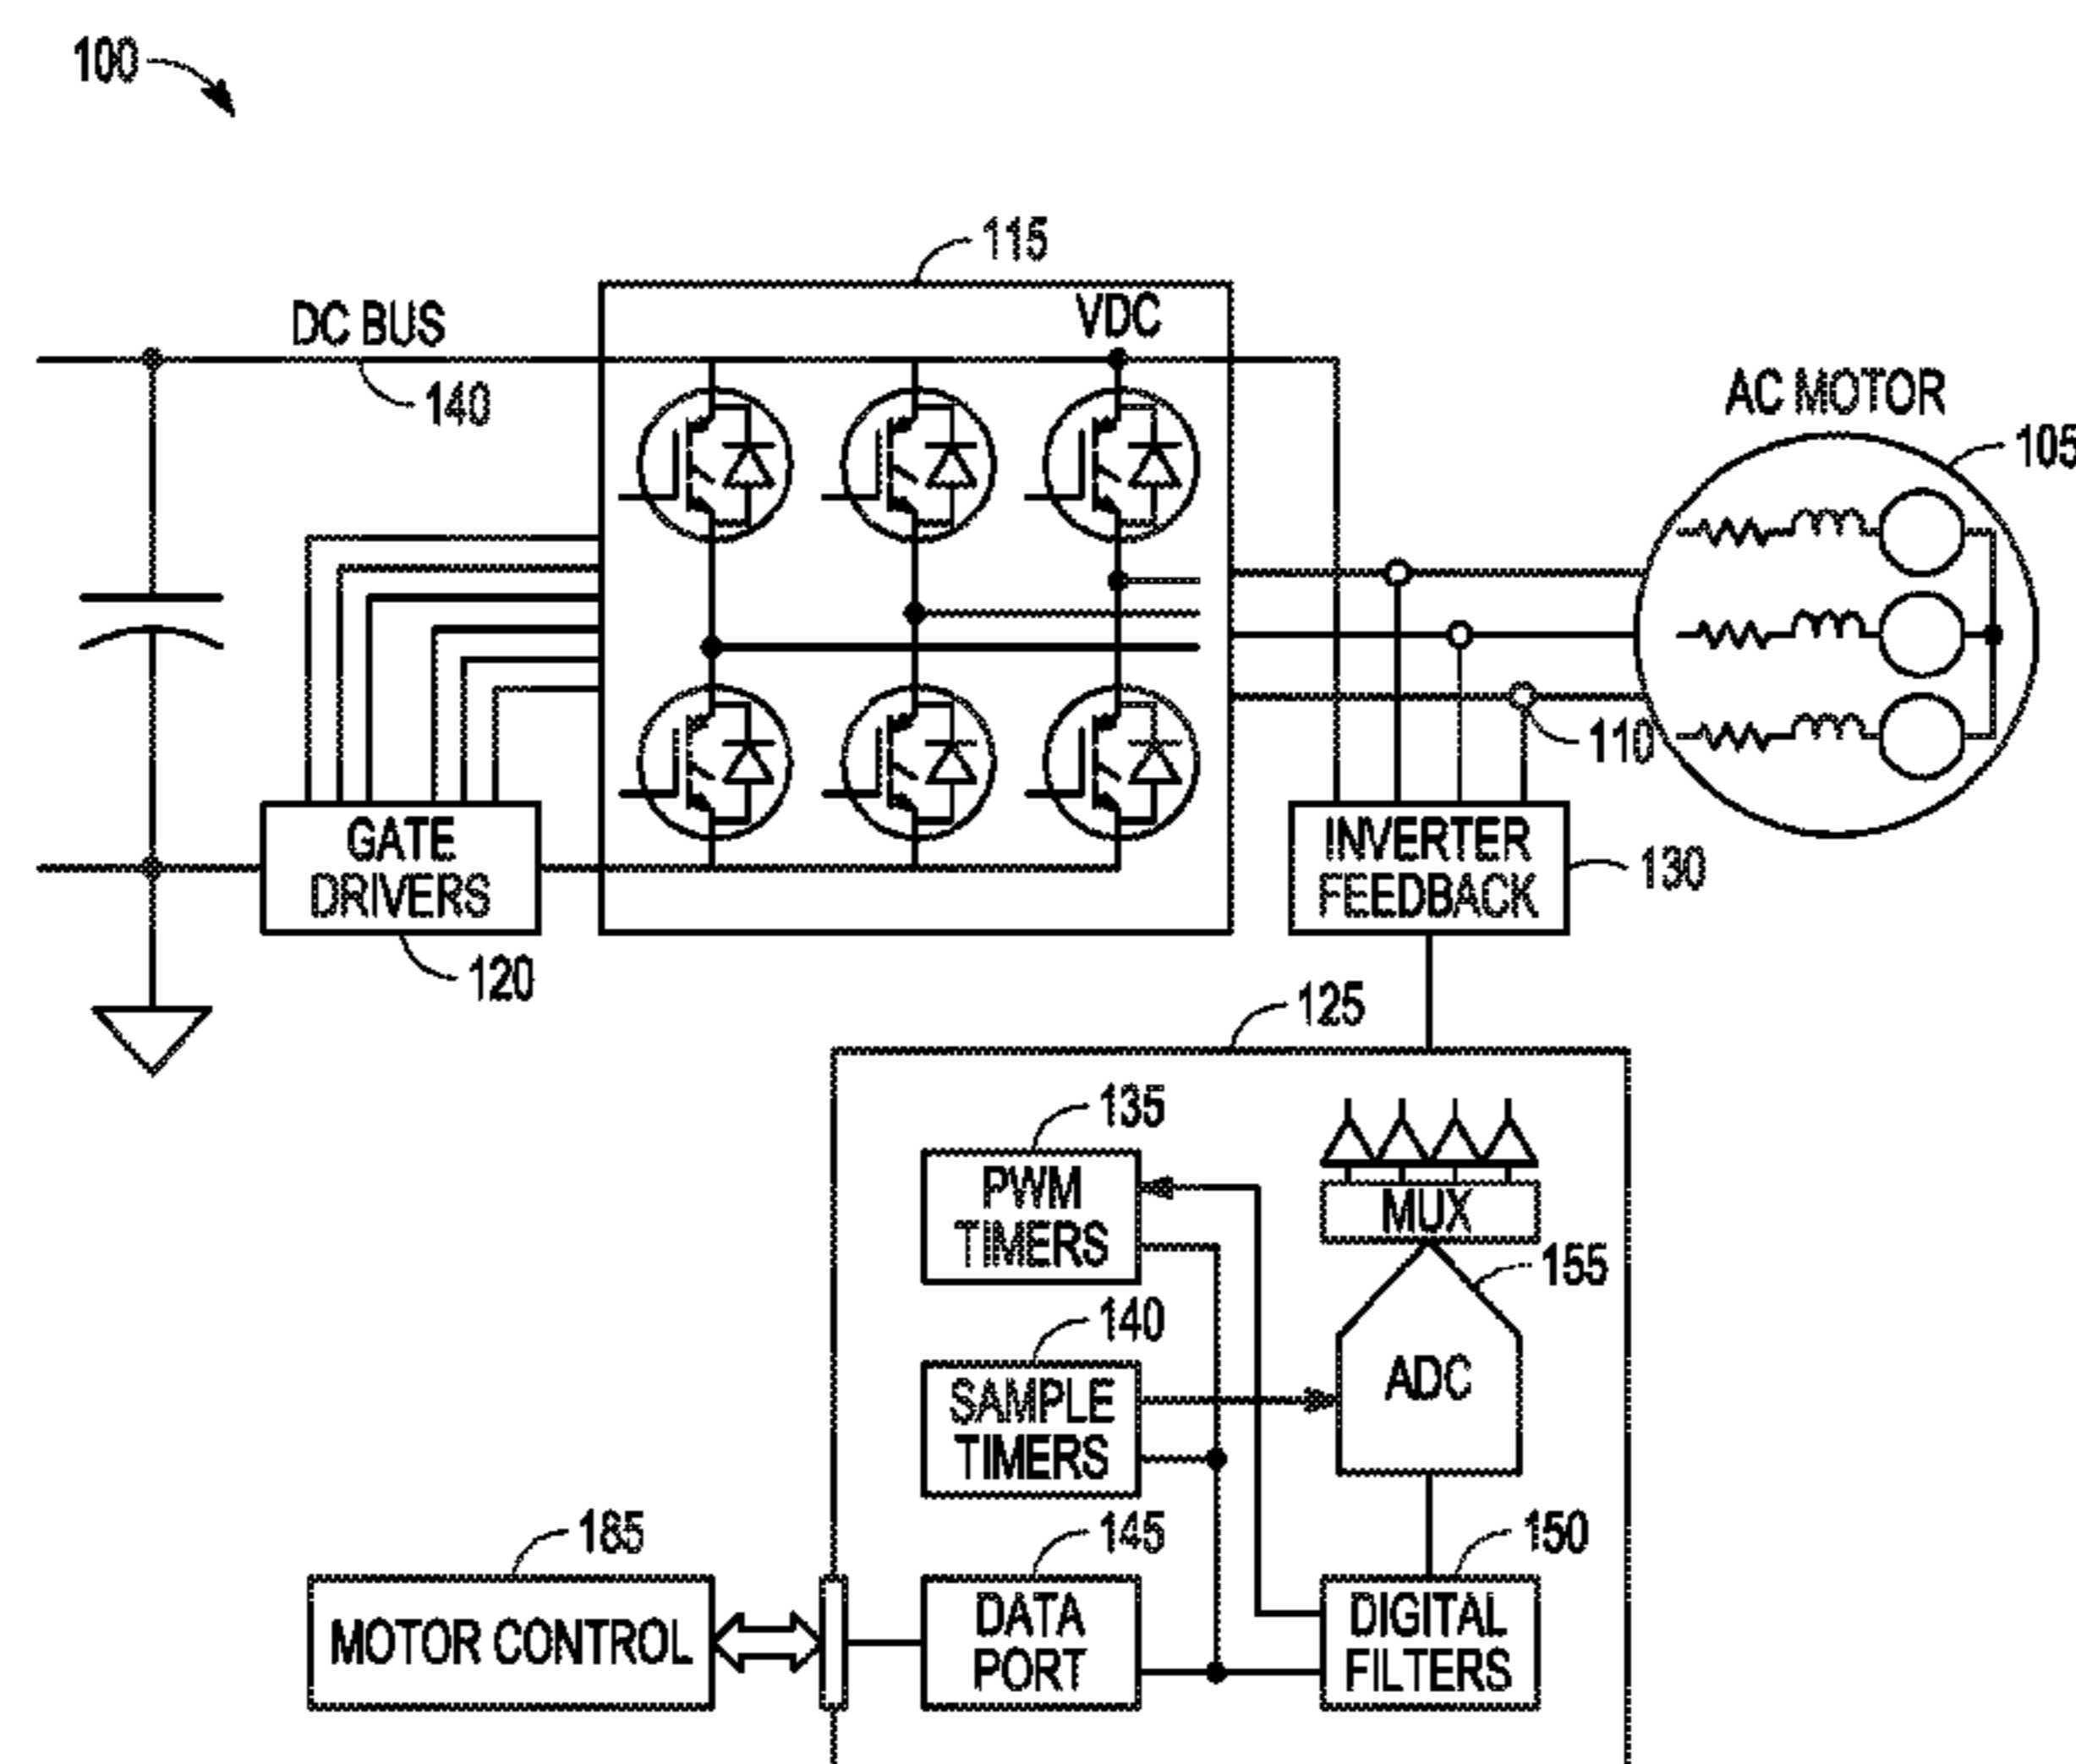 100
115
DC BUS
VDC
140
AC MOTOR
105
110
GATE
DRIVERS
INVERTER
FEEDBACK
130
120
125
135
PWM
TIMERS
MUX
155
140
SAMPLE
TIMERS
ADC
185
145
150
MOTOR CONTROL
DATA
PORT
DIGITAL
FILTERS